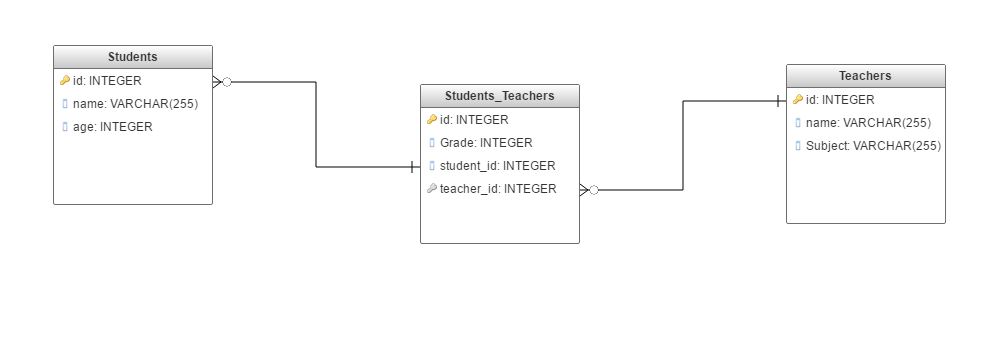 Students
id: INTEGER
name: VARCHAR(255)
age: INTEGER
Students_Teachers
id: INTEGER
Grade: INTEGER
student_id: INTEGER
teacher_id: INTEGER
Teachers
id: INTEGER
name: VARCHAR(255)
Subject: VARCHAR(255)